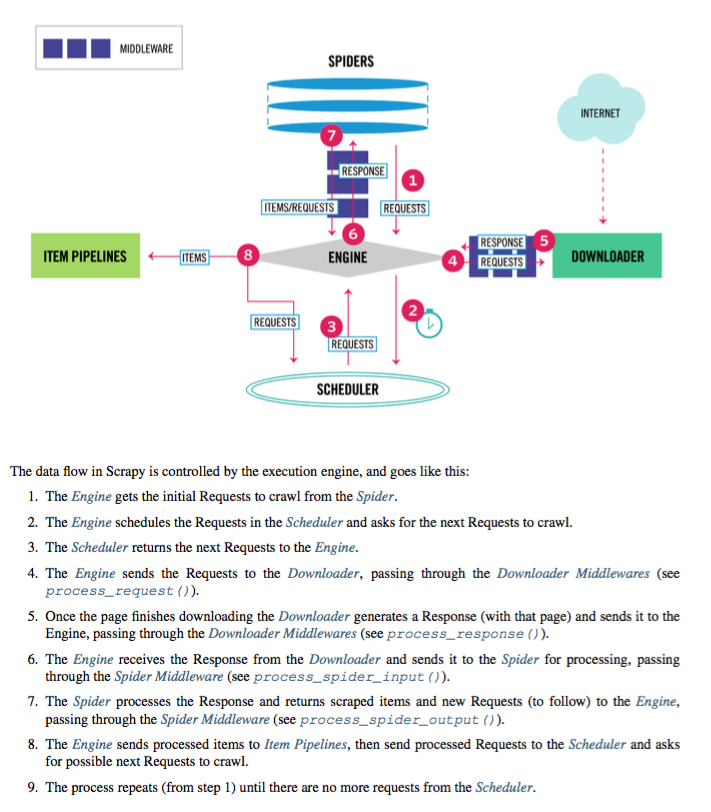 MIDDLEWARE
SPIDERS
INTERNET
7
RESPONSE
1
ITEMS/REQUESTS
REQUESTS
6
5
RESPONSE
ITEM PIPELINES
ITEMS
8
ENGINE
4
REQUESTS
DOWNLOADER
2
REQUESTS
3
REQUESTS
SCHEDULER
The data flow in Scrapy is controlled by the execution engine, and goes like this:
1. The Engine gets the initial Requests to crawl from the Spider.
2. The Engine schedules the Requests in the Scheduler and asks for the next Requests to crawl.
3. The Scheduler returns the next Requests to the Engine.
4. The Engine sends the Requests to the Downloader, passing through the Downloader Middlewares (see
process_request()).
5. Once the page finishes downloading the Downloader generates a Response (with that page) and sends it to the
Engine, passing through the Downloader Middlewares (see process_response()).
6. The Engine receives the Response from the Downloader and sends it to the Spider for processing, passing
through the Spider Middleware (see process_spider_input()).
7. The Spider processes the Response and returns scraped items and new Requests (to follow) to the Engine,
passing through the Spider Middleware (see process_spider_output()).
8. The Engine sends processed items to Item Pipelines, then send processed Requests to the Scheduler and asks
for possible next Requests to crawl.
9. The process repeats (from step 1) until there are no more requests from the Scheduler.